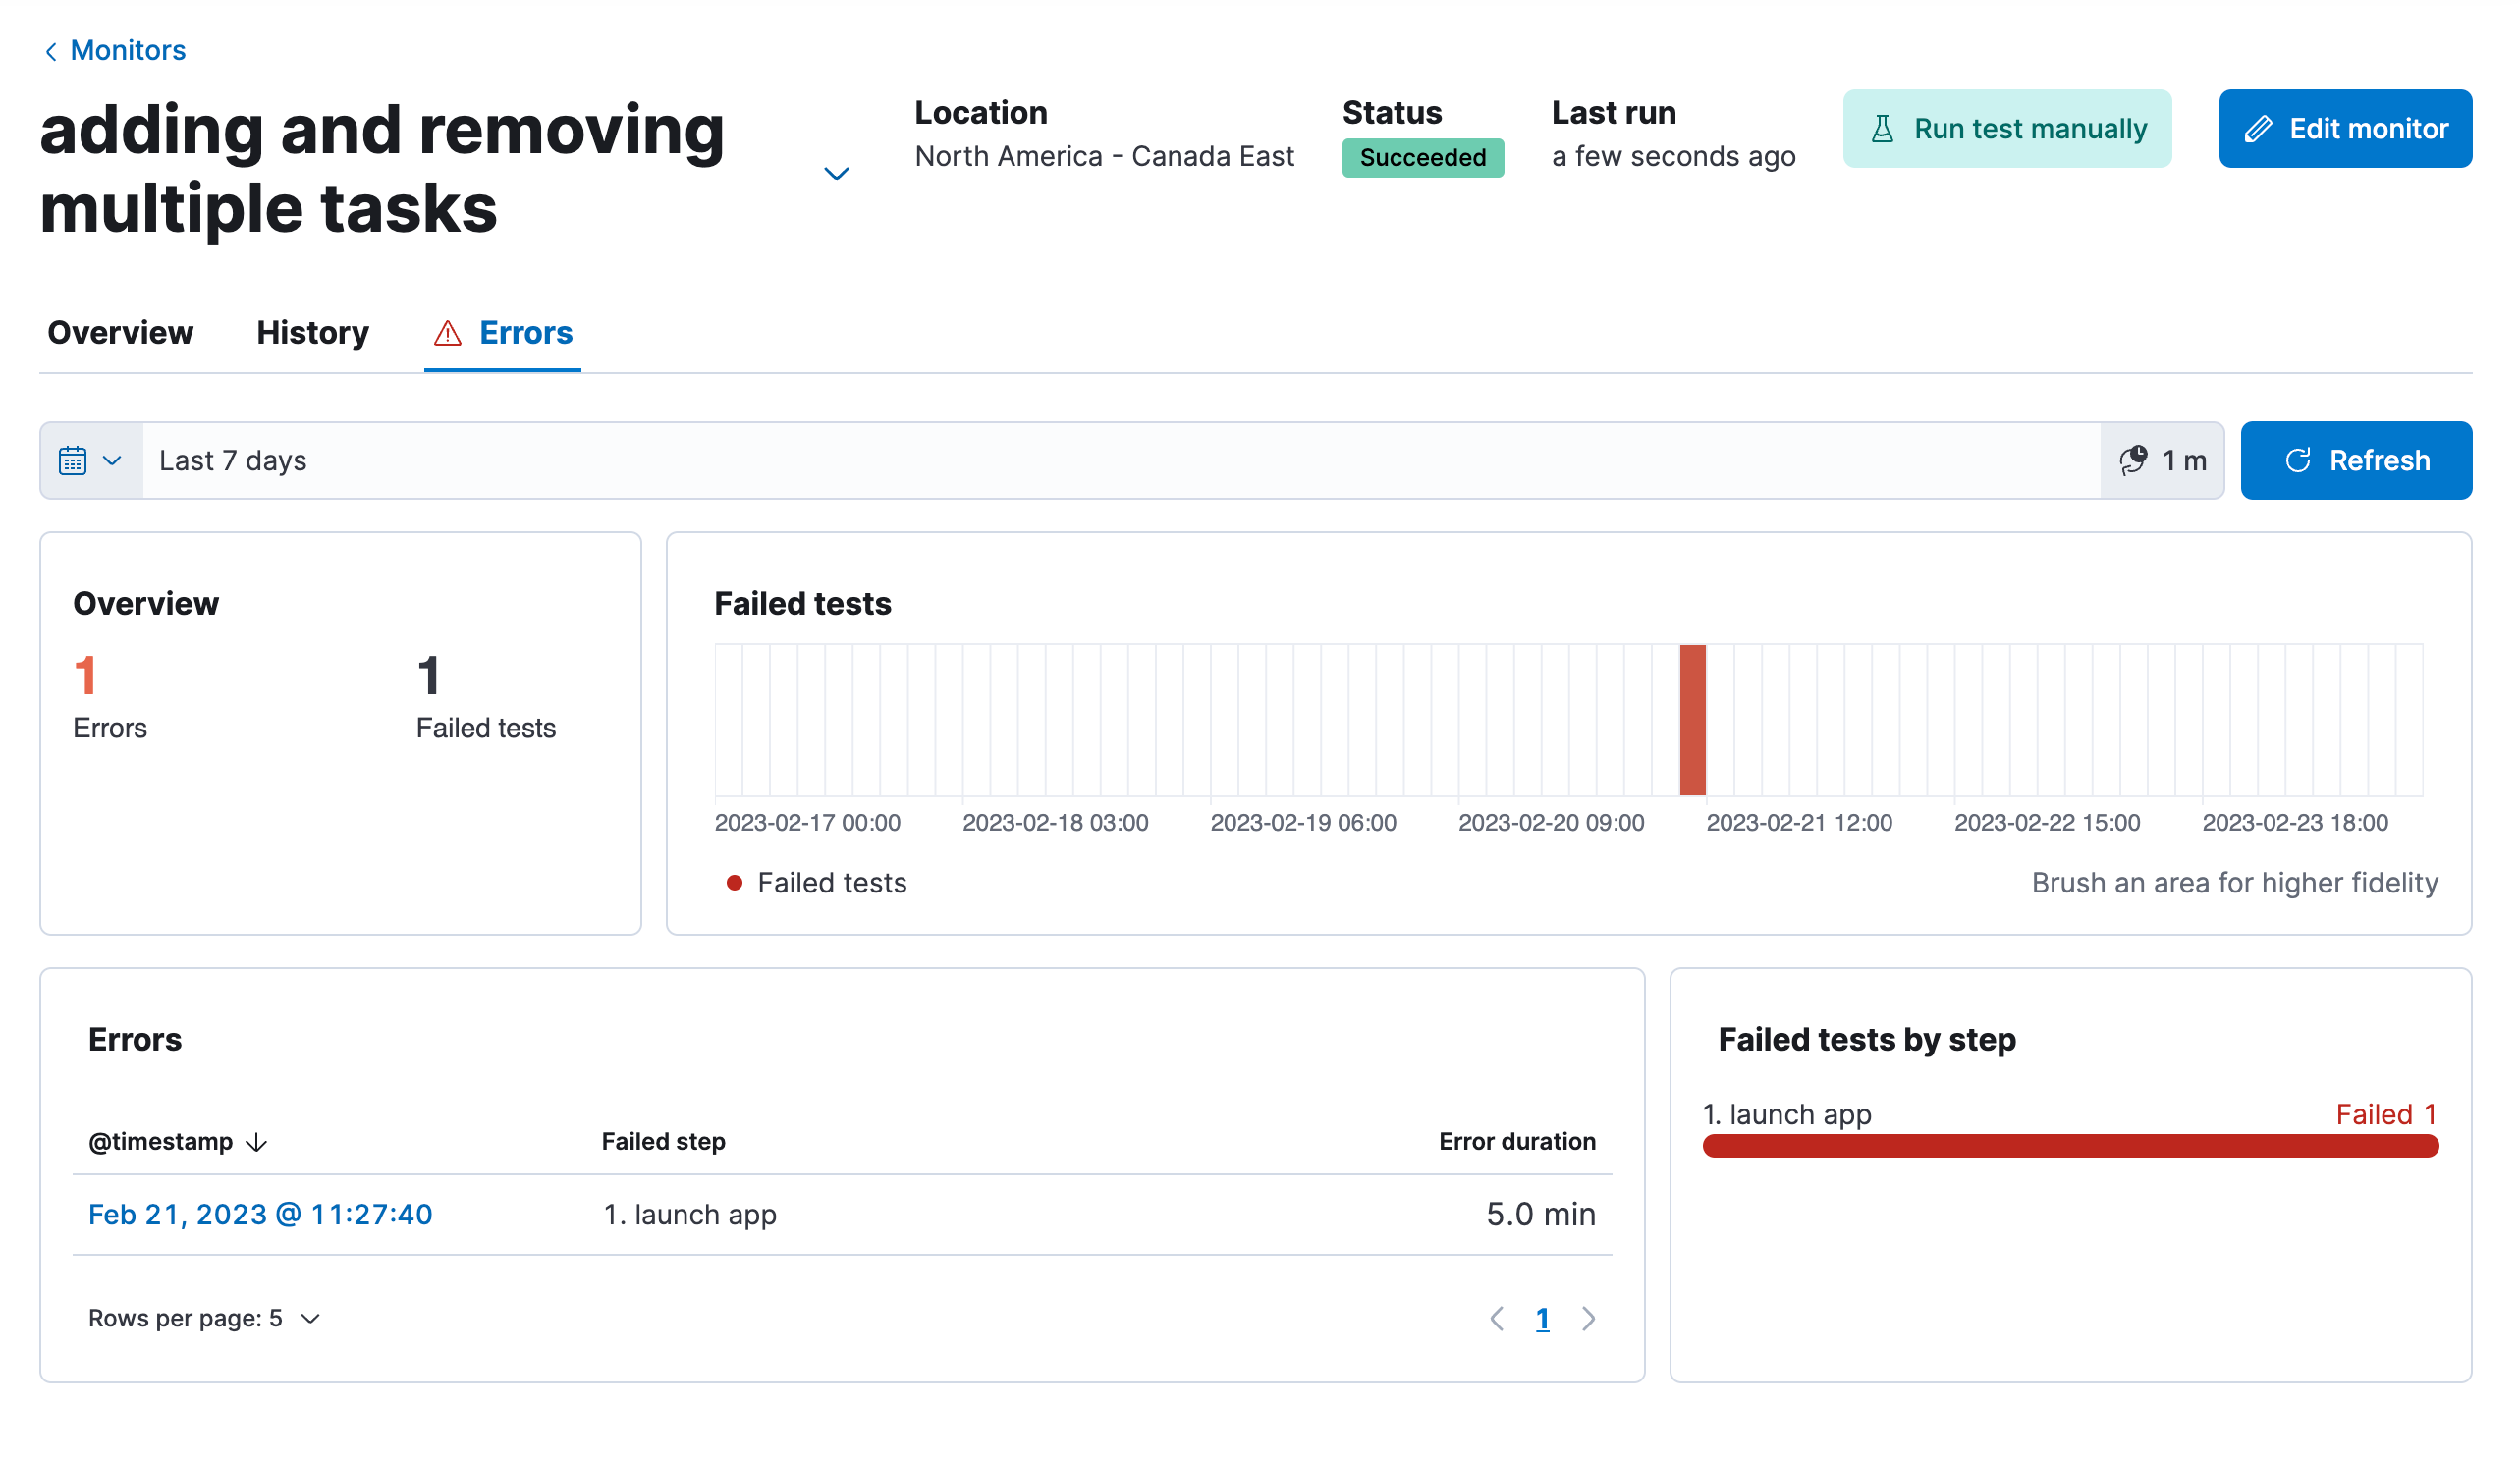 Monitors
adding and removing
multiple tasks
Location
North America - Canada East
Status
Succeeded
Last run
a few seconds ago
Run test manually
Edit monitor
Overview
History
Errors
Last 7 days
1 m
Refresh
Overview
1
Errors
1
Failed tests
Failed tests
2023-02-17 00:00
2023-02-18 03:00
2023-02-19 06:00
2023-02-20 09:00
2023-02-21 12:00
2023-02-22 15:00
2023-02-23 18:00
Failed tests
Brush an area for higher fidelity
Errors
@timestamp
Failed step
Error duration
Feb 21, 2023 @ 11:27:40
1. launch app
5.0 min
Rows per page: 5
1
Failed tests by step
1. launch app
Failed 1